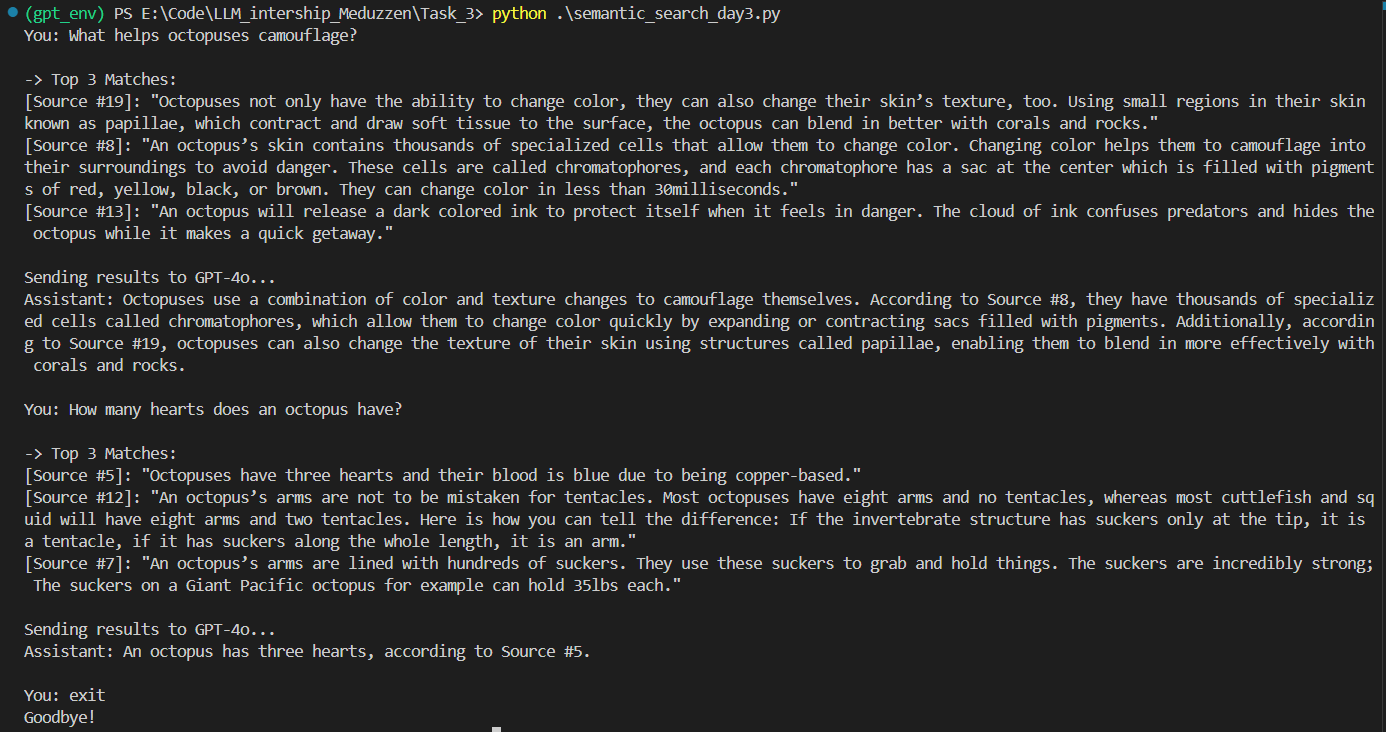 (gpt_env) PS E:\Code\LLM_intership_Meduzzen\Task_3> python .\semantic_search_day3.py
You: What helps octopuses camouflage?
-> Top 3 Matches:
[Source #19]: "Octopuses not only have the ability to change color, they can also change their skin’s texture, too. Using small regions in their skin
known as papillae, which contract and draw soft tissue to the surface, the octopus can blend in better with corals and rocks."
[Source #8]: "An octopus’s skin contains thousands of specialized cells that allow them to change color. Changing color helps them to camouflage into
their surroundings to avoid danger. These cells are called chromatophores, and each chromatophore has a sac at the center which is filled with pigment
s of red, yellow, black, or brown. They can change color in less than 30milliseconds."
[Source #13]: "An octopus will release a dark colored ink to protect itself when it feels in danger. The cloud of ink confuses predators and hides the
octopus while it makes a quick getaway."
Sending results to GPT-4o...
Assistant: Octopuses use a combination of color and texture changes to camouflage themselves. According to Source #8, they have thousands of specializ
ed cells called chromatophores, which allow them to change color quickly by expanding or contracting sacs filled with pigments. Additionally, accordin
g to Source #19, octopuses can also change the texture of their skin using structures called papillae, enabling them to blend in more effectively with
corals and rocks.
You: How many hearts does an octopus have?
-> Top 3 Matches:
[Source #5]: "Octopuses have three hearts and their blood is blue due to being copper-based."
[Source #12]: "An octopus’s arms are not to be mistaken for tentacles. Most octopuses have eight arms and no tentacles, whereas most cuttlefish and sq
uid will have eight arms and two tentacles. Here is how you can tell the difference: If the invertebrate structure has suckers only at the tip, it is
a tentacle, if it has suckers along the whole length, it is an arm."
[Source #7]: "An octopus’s arms are lined with hundreds of suckers. They use these suckers to grab and hold things. The suckers are incredibly strong;
The suckers on a Giant Pacific octopus for example can hold 35lbs each."
Sending results to GPT-4o...
Assistant: An octopus has three hearts, according to Source #5.
You: exit
Goodbye!